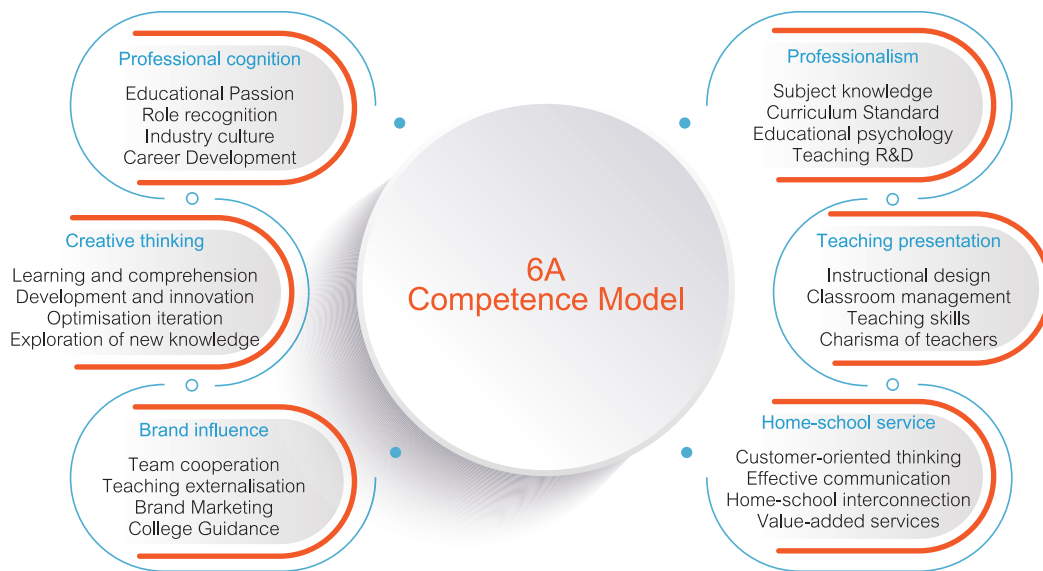 Professional cognition
Educational Passion
Role recognition
Industry culture
Career Development
Creative thinking
Learning and comprehension
Development and innovation
Optimisation iteration
Exploration of new knowledge
Brand influence
Team cooperation
Teaching externalisation
Brand Marketing
College Guidance
6A
Competence Model
Professionalism
Subject knowledge
Curriculum Standard
Educational psychology
Teaching R&D
Teaching presentation
Instructional design
Classroom management
Teaching skills
Charisma of teachers
Home-school service
Customer-oriented thinking
Effective communication
Home-school interconnection
Value-added services